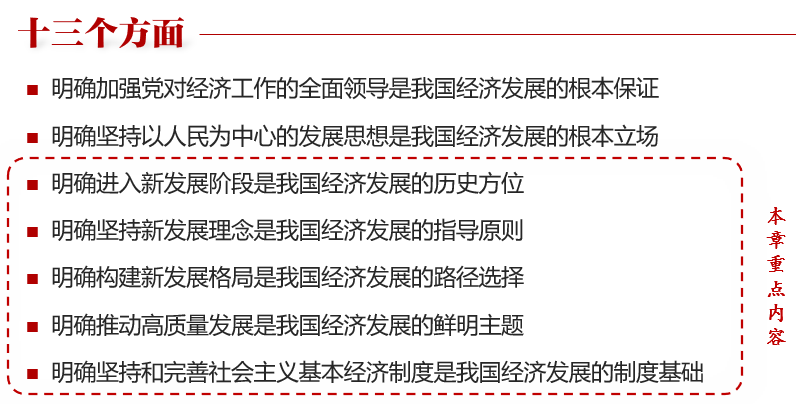 十三个方面
明确加强党对经济工作的全面领导是我国经济发展的根本保证
明确坚持以人民为中心的发展思想是我国经济发展的根本立场
明确进入新发展阶段是我国经济发展的历史方位
明确坚持新发展理念是我国经济发展的指导原则
明确构建新发展格局是我国经济发展的路径选择
明确推动高质量发展是我国经济发展的鲜明主题
明确坚持和完善社会主义基本经济制度是我国经济发展的制度基础
本章重点内容